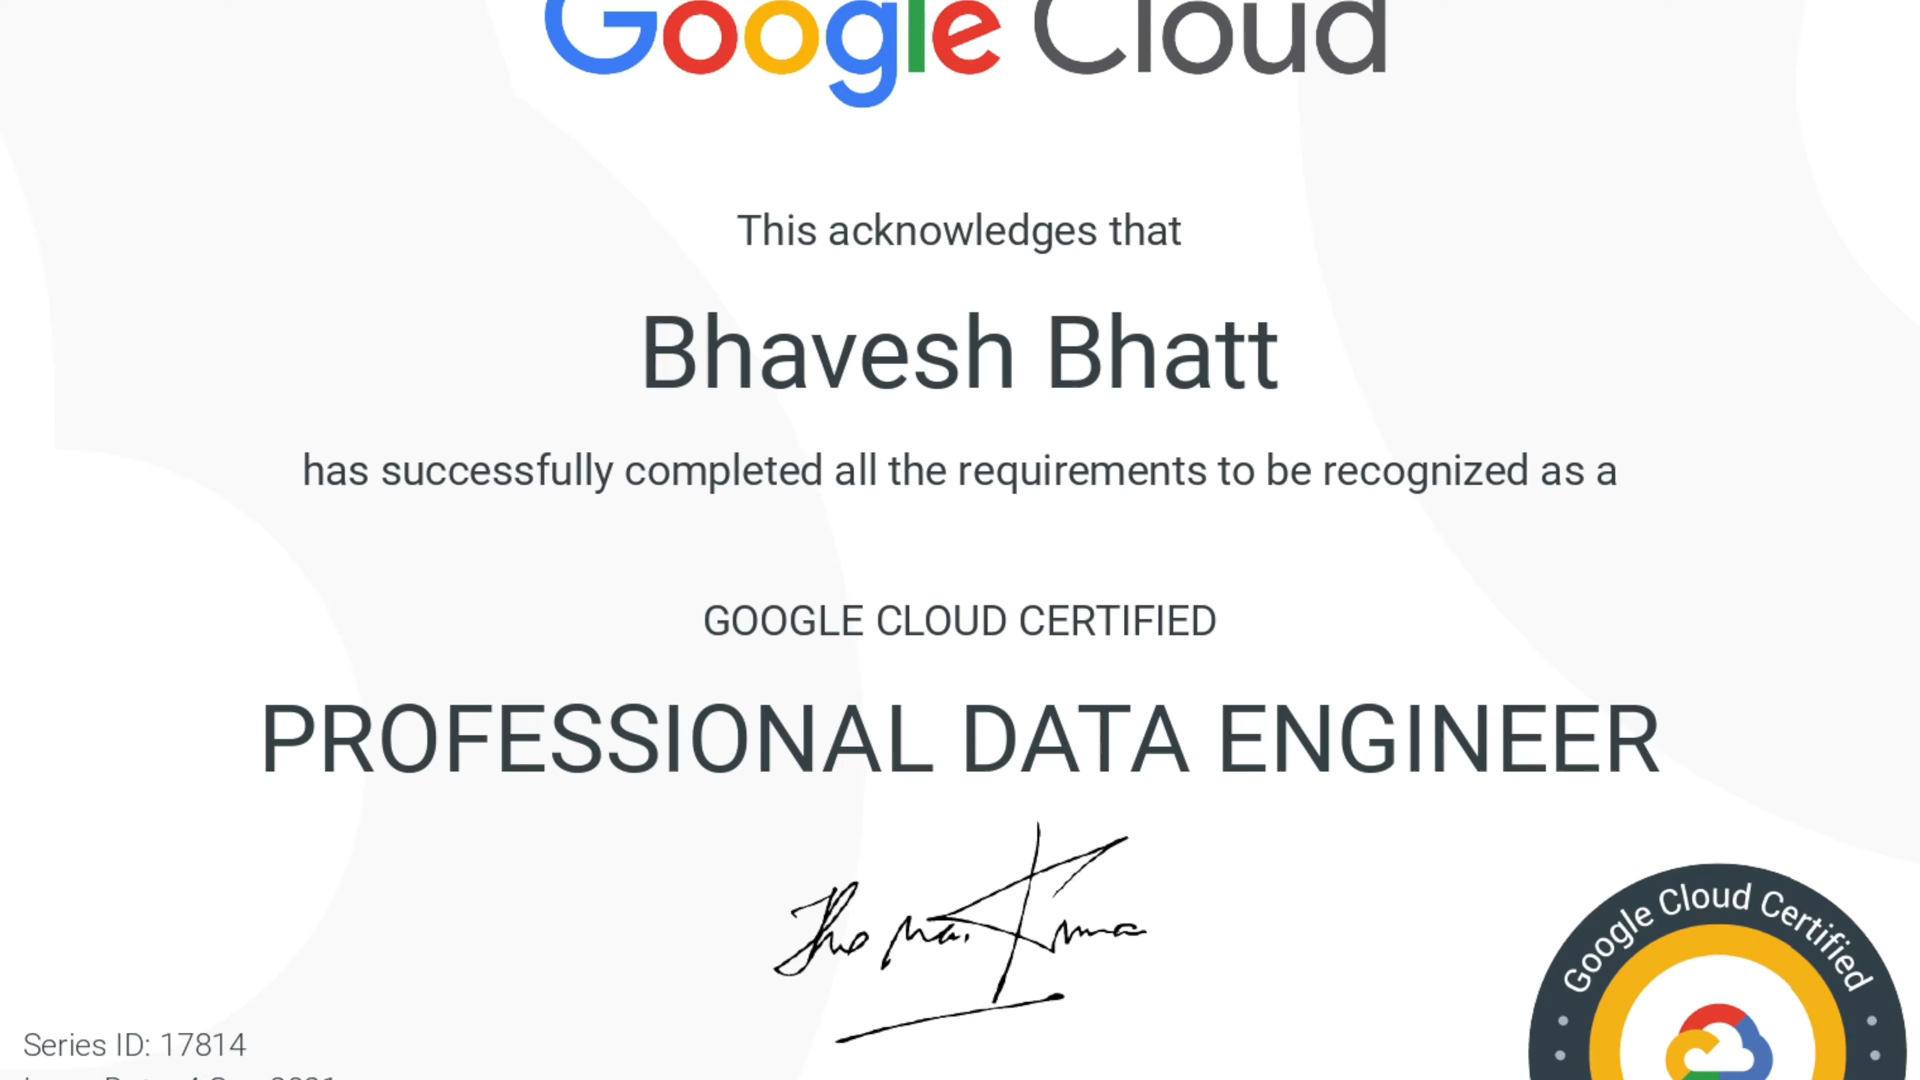 Google Cloud
This acknowledges that
Bhavesh Bhatt
has successfully completed all the requirements to be recognized as a
GOOGLE CLOUD CERTIFIED
PROFESSIONAL DATA ENGINEER
Google Cloud Certified
Series ID: 17814